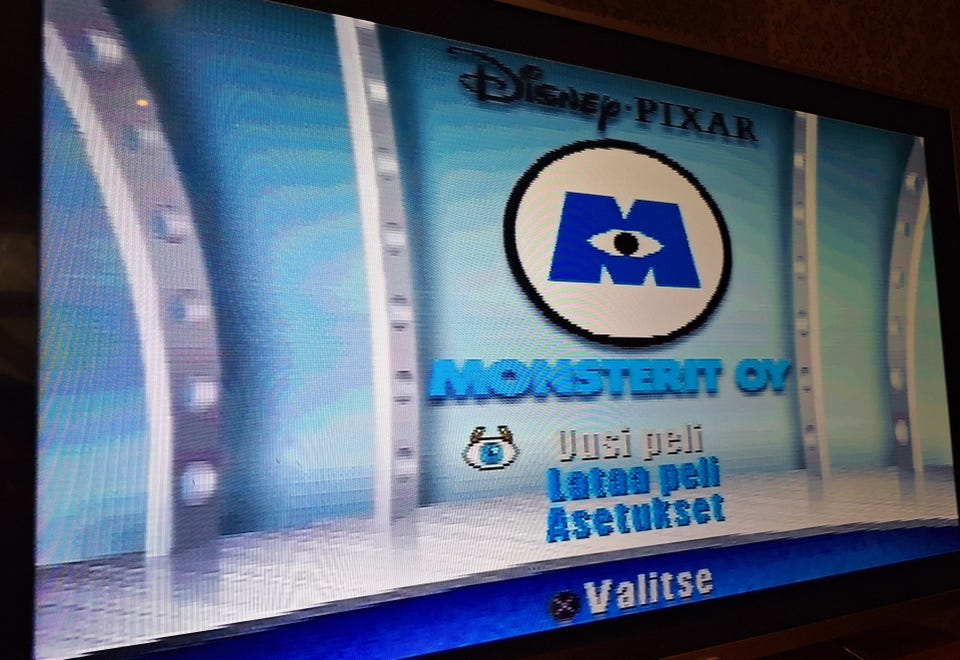 Disney·PIXAR
M
MONSTERIT OY
Uusi peli
Lataa peli
Asetukset
Valitse